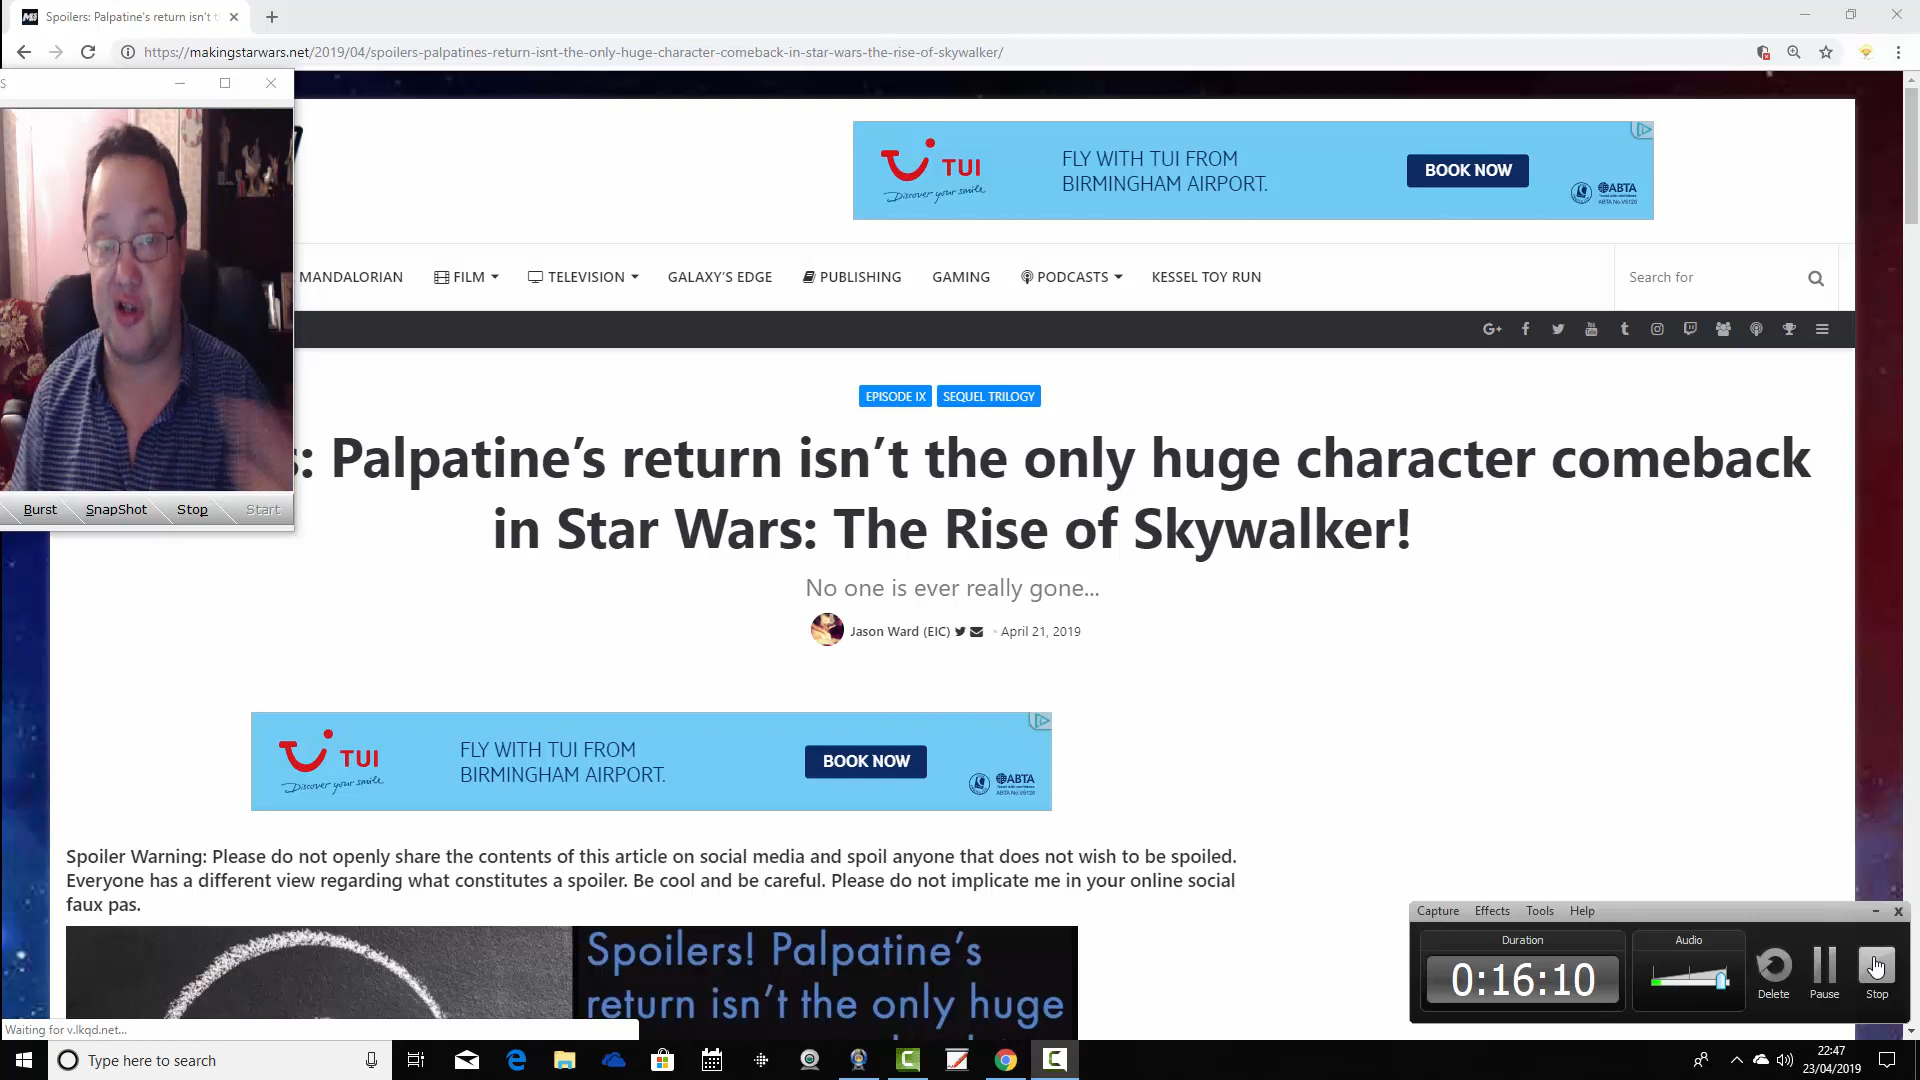 Spoilers: Palpatine's return isn't t
https://makingstarwars.net/2019/04/spoilers-palpatines-return-isnt-the-only-huge-character-comeback-in-star-wars-the-rise-of-skywalker/
S
TUI
Discover your smile
FLY WITH TUI FROM
BIRMINGHAM AIRPORT.
BOOK NOW
ABTA
MANDALORIAN
FILM
TELEVISION
GALAXY'S EDGE
PUBLISHING
GAMING
PODCASTS
KESSEL TOY RUN
Search for
EPISODE IX
SEQUEL TRILOGY
s: Palpatine’s return isn’t the only huge character comeback
in Star Wars: The Rise of Skywalker!
No one is ever really gone...
Jason Ward (EIC)
April 21, 2019
Burst
SnapShot
Stop
Start
TUI
Discover your smile
FLY WITH TUI FROM
BIRMINGHAM AIRPORT.
BOOK NOW
ABTA
Spoiler Warning: Please do not openly share the contents of this article on social media and spoil anyone that does not wish to be spoiled.
Everyone has a different view regarding what constitutes a spoiler. Be cool and be careful. Please do not implicate me in your online social
faux pas.
Spoilers! Palpatine’s
return isn’t the only huge
Capture Effects Tools Help
Duration
0:16:10
Audio
Delete
Pause
Stop
Waiting for v.lkqd.net...
Type here to search
22:47
23/04/2019